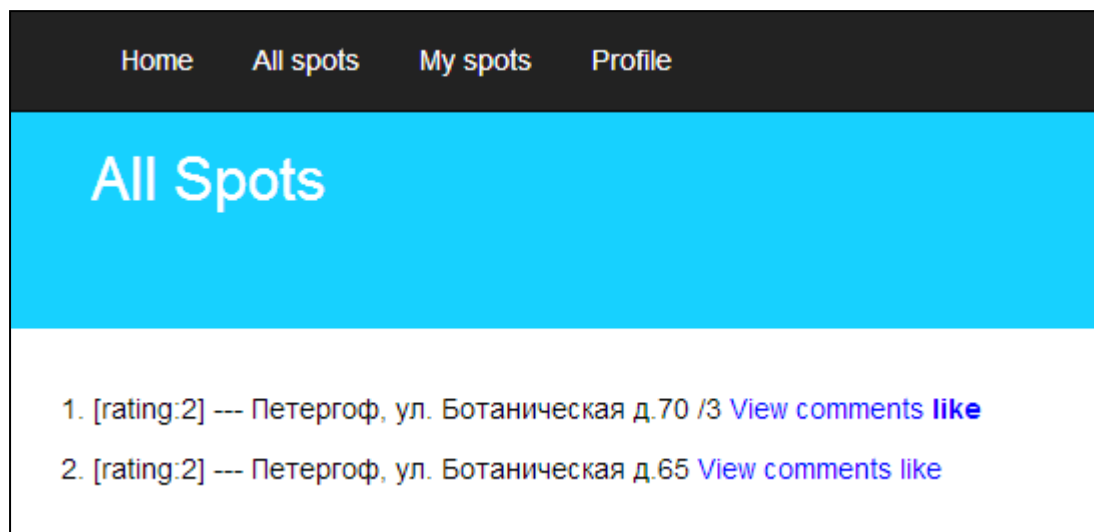 Home All spots My spots Profile
All Spots
1. [rating:2] --- Петергоф, ул. Ботаническая д.70 /3 View comments like
2. [rating:2] --- Петергоф, ул. Ботаническая д.65 View comments like